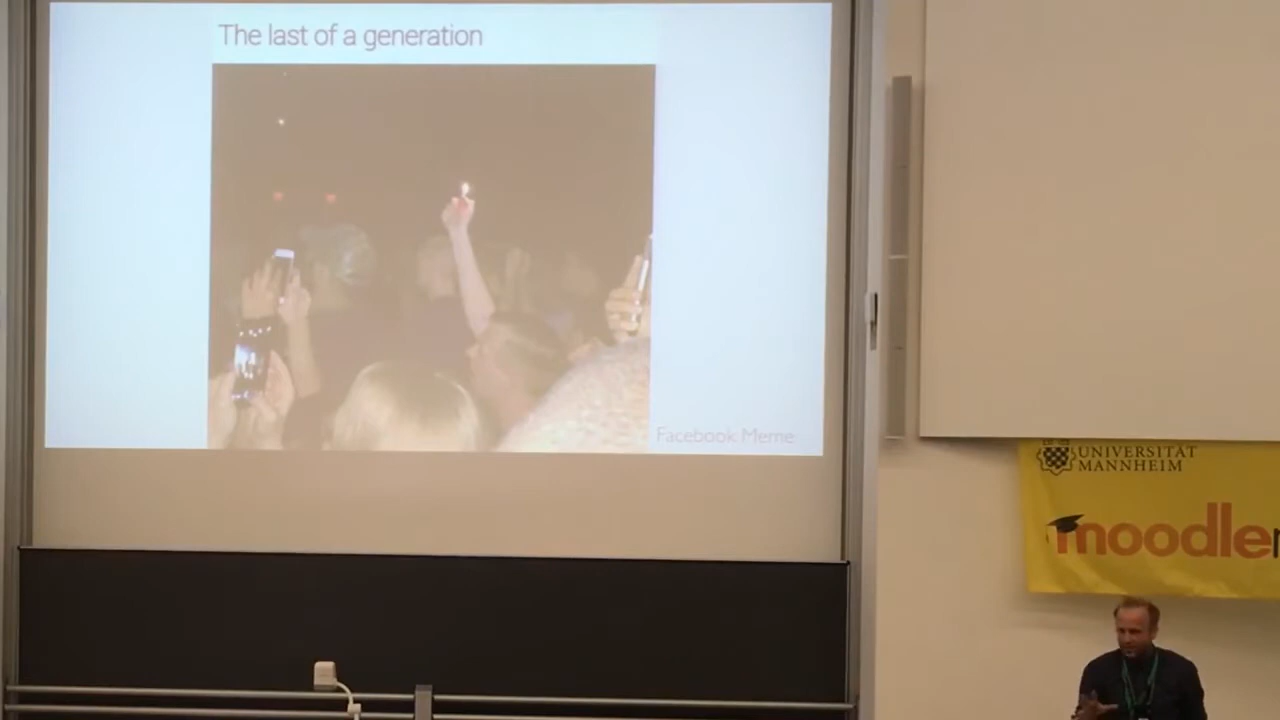 The last of a generation
Facebook Meme
UNIVERSITÄT
MANNHEIM
moodle